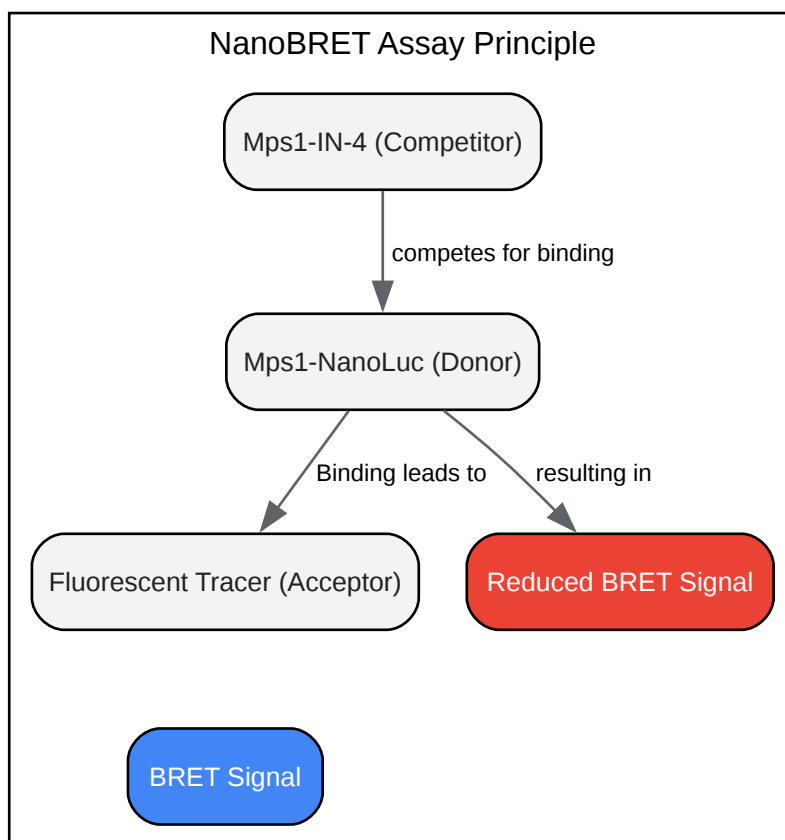 NanoBRET Assay Principle
Mps1-IN-4 (Competitor)
competes for binding
Mps1-NanoLuc (Donor)
Binding leads to
resulting in
Fluorescent Tracer (Acceptor)
Reduced BRET Signal
BRET Signal